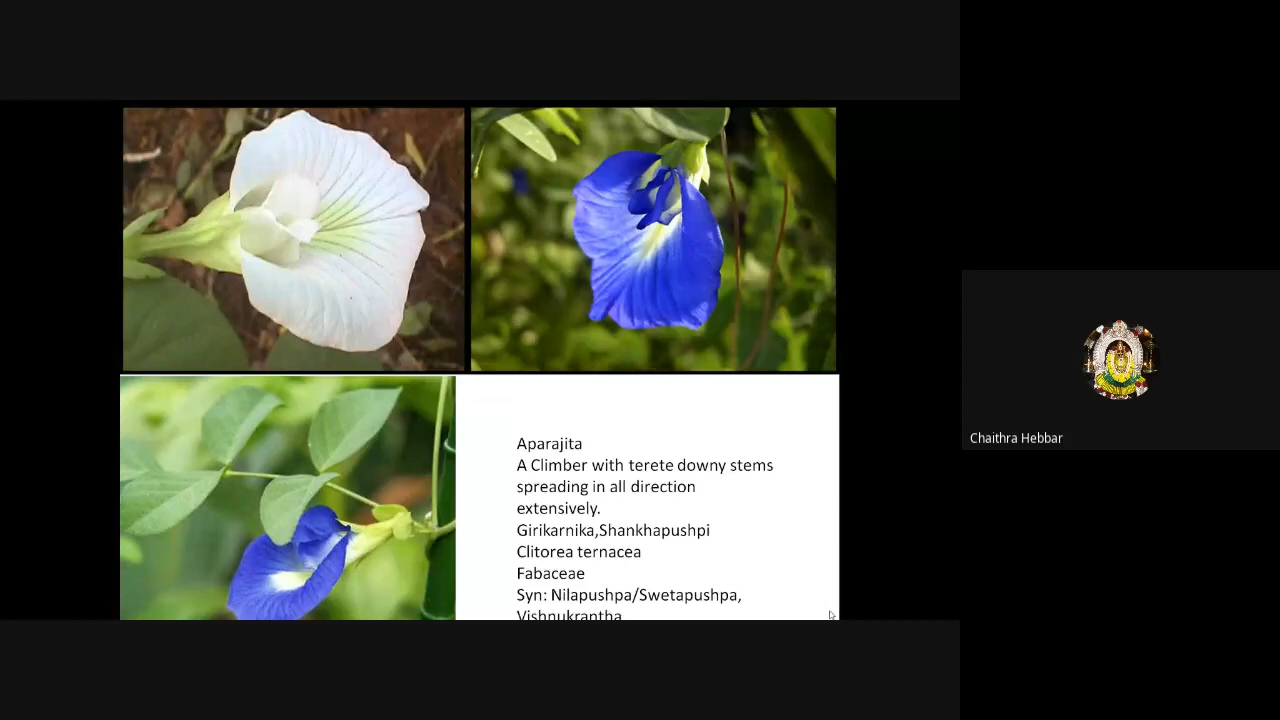 Aparajita
A Climber with terete downy stems
spreading in all direction
extensively.
Girikarnika,Shankhapushpi
Clitorea ternacea
Fabaceae
Syn: Nilapushpa/Swetapushpa,
Vishnukrantha
Chaithra Hebbar